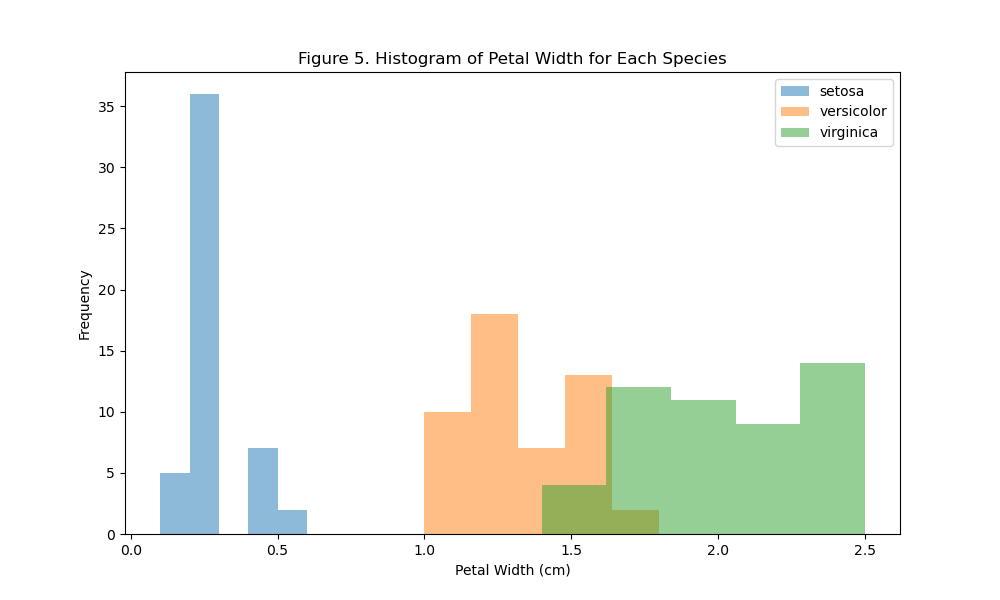 Figure 5. Histogram of Petal Width for Each Species
setosa
versicolor
virginica
35
30
25
20
15
10
5
0
Frequency
0.0 0.5 1.0 1.5 2.0 2.5
Petal Width (cm)